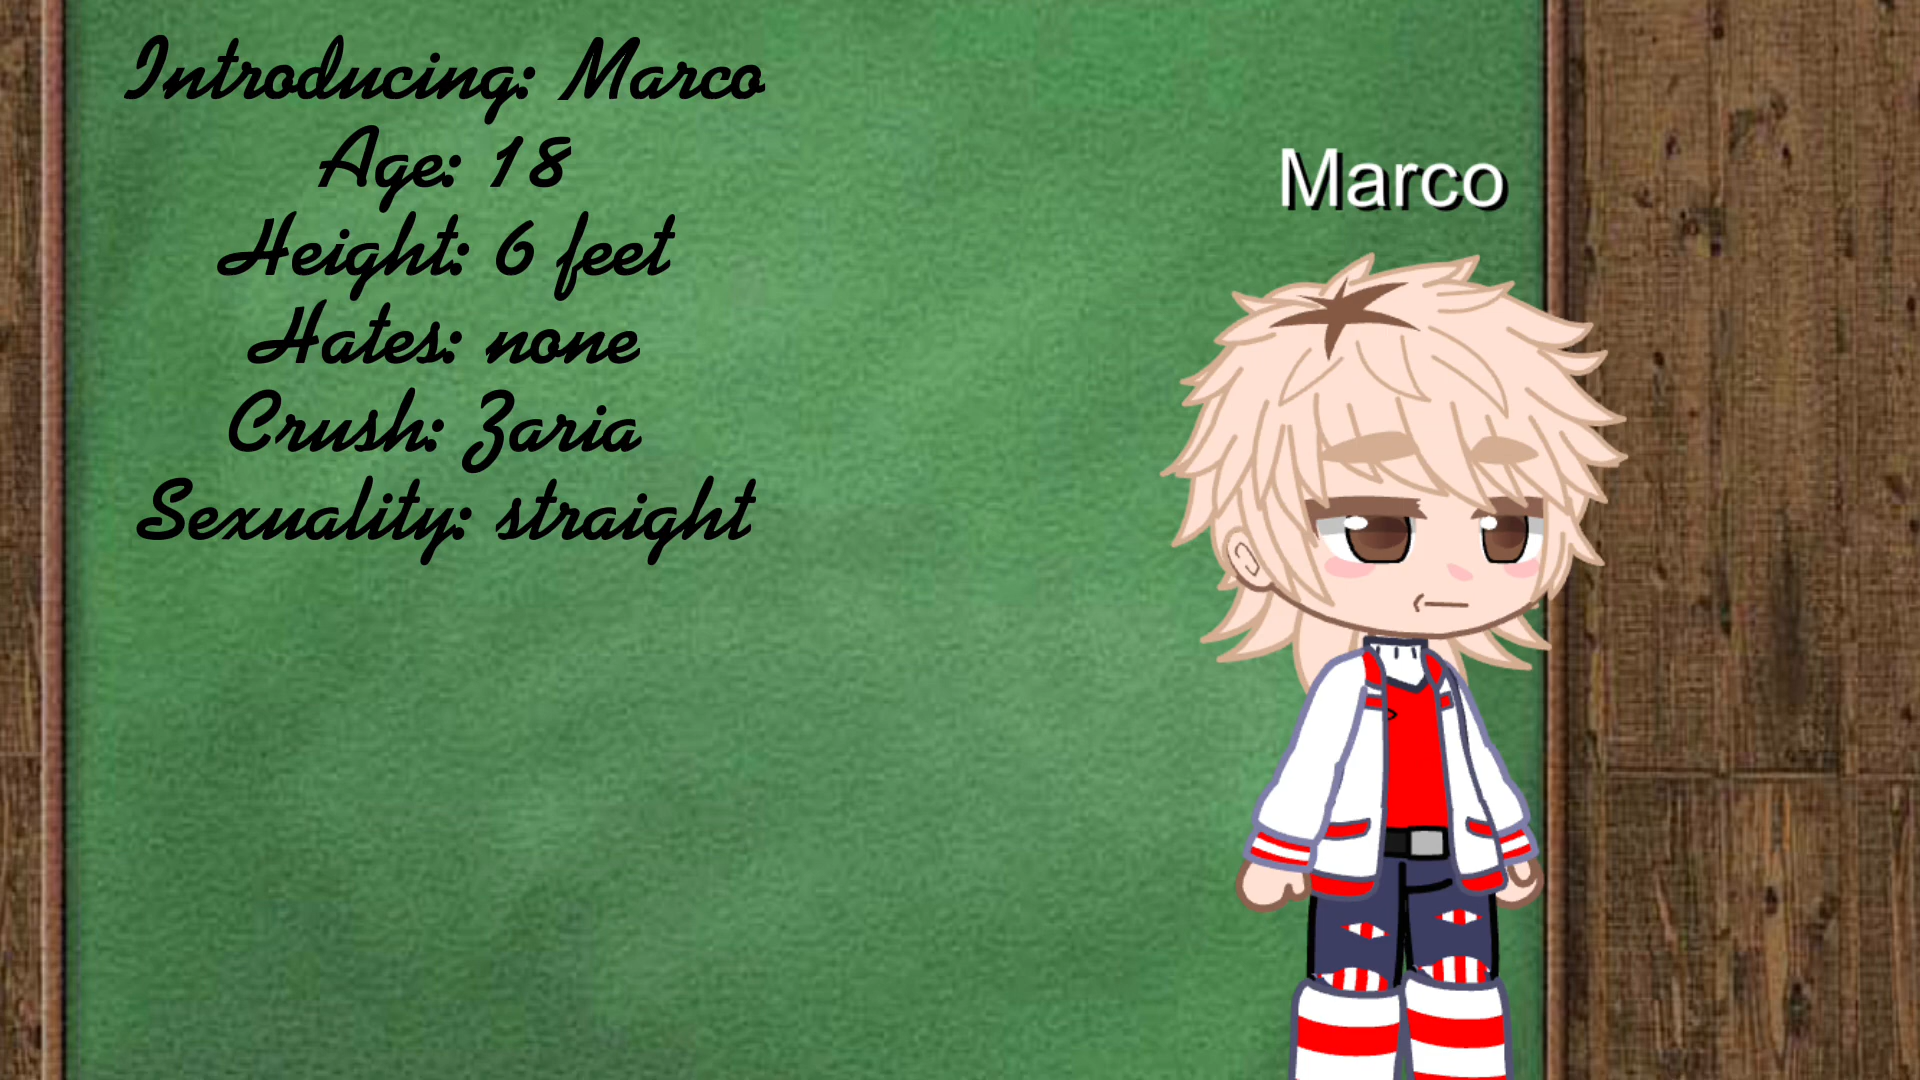 Introducing: Marco
Age: 18
Height: 6 feet
Hates: none
Crush: Zaria
Sexuality: straight
Marco